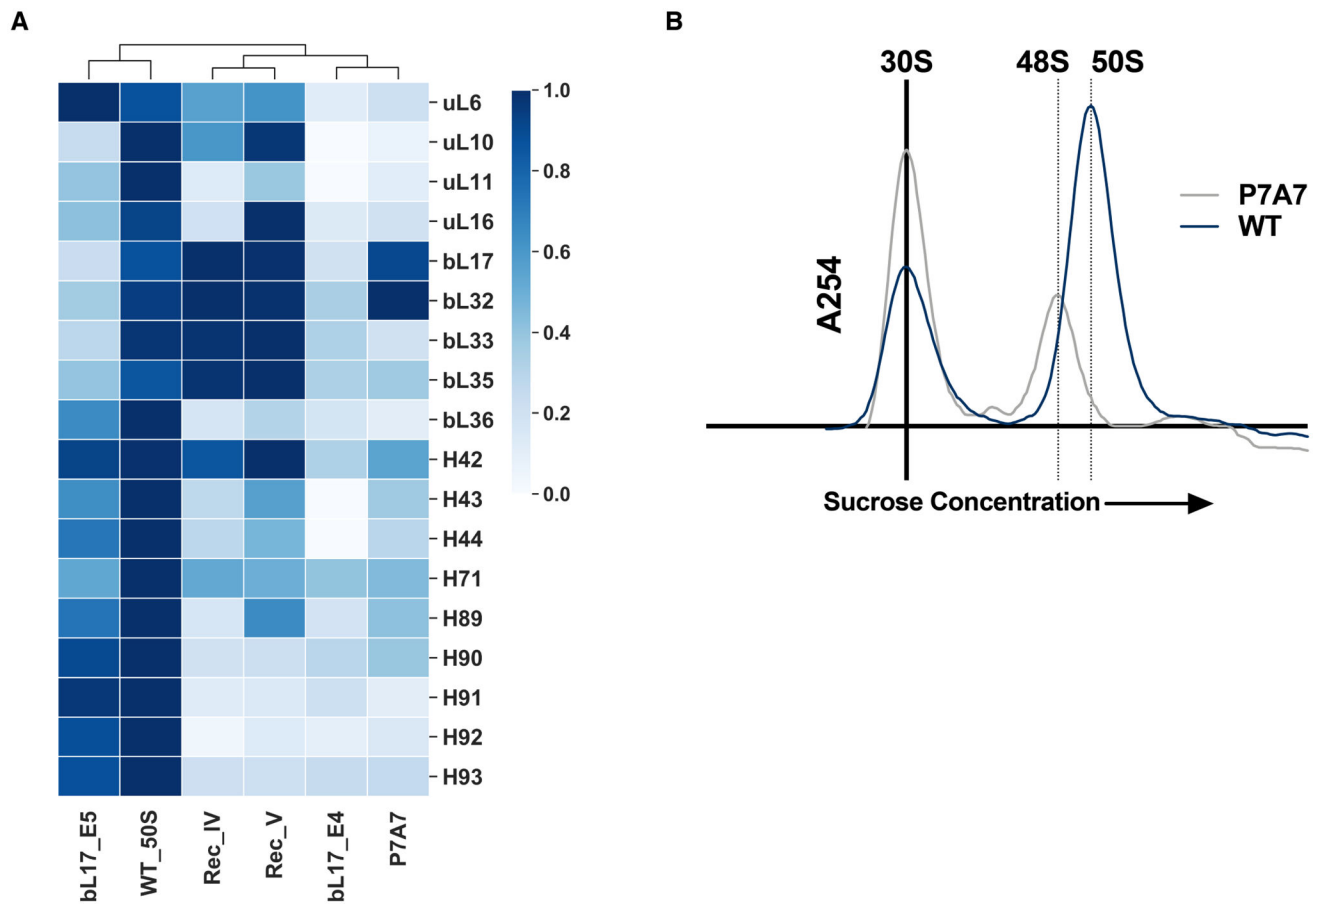 A
1.0
0.8
0.6
0.4
0.2
0.0
uL6
uL10
uL11
uL16
bL17
bL32
bL33
bL35
bL36
H42
H43
H44
H71
H89
H90
H91
H92
H93
bL17_E5
WT_50S
Rec_IV
Rec_V
bL17_E4
P7A7
B
30S
48S
50S
P7A7
WT
A254
Sucrose Concentration